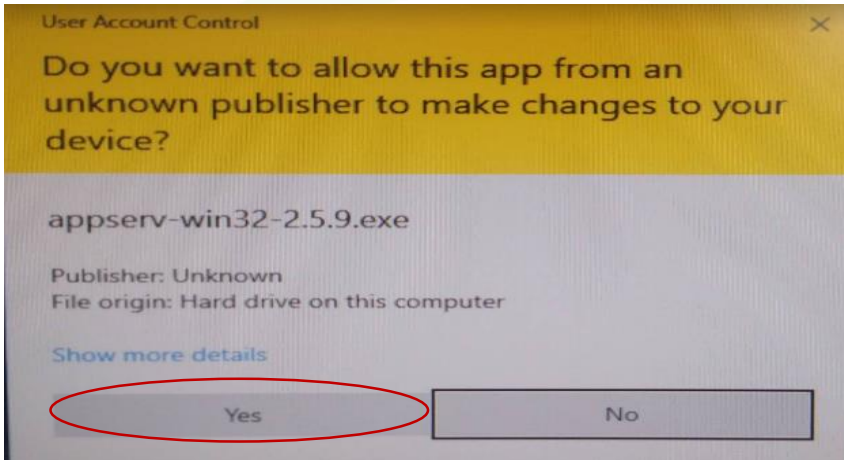 User Account Control
Do you want to allow this app from an
unknown publisher to make changes to your
device?
appserv-win32-2.5.9.exe
Publisher: Unknown
File origin: Hard drive on this computer
Show more details
Yes
No